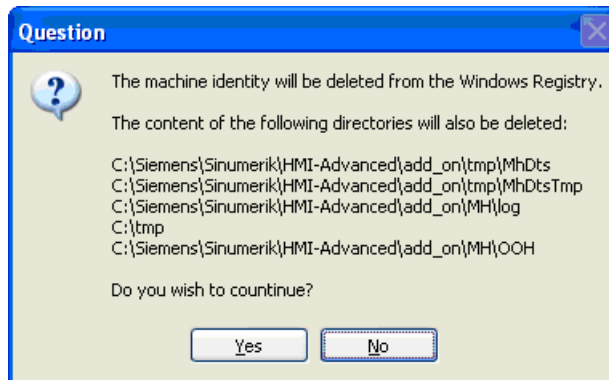 Question
The machine identity will be deleted from the Windows Registry.
The content of the following directories will also be deleted:
C:\Siemens\Sinumerik\HMI-Advanced\add_on\tmp\MhDts
C:\Siemens\Sinumerik\HMI-Advanced\add_on\tmp\MhDtsTmp
C:\Siemens\Sinumerik\HMI-Advanced\add_on\MH\log
C:\tmp
C:\Siemens\Sinumerik\HMI-Advanced\add_on\MH\OOH
Do you wish to countinue?
Yes No